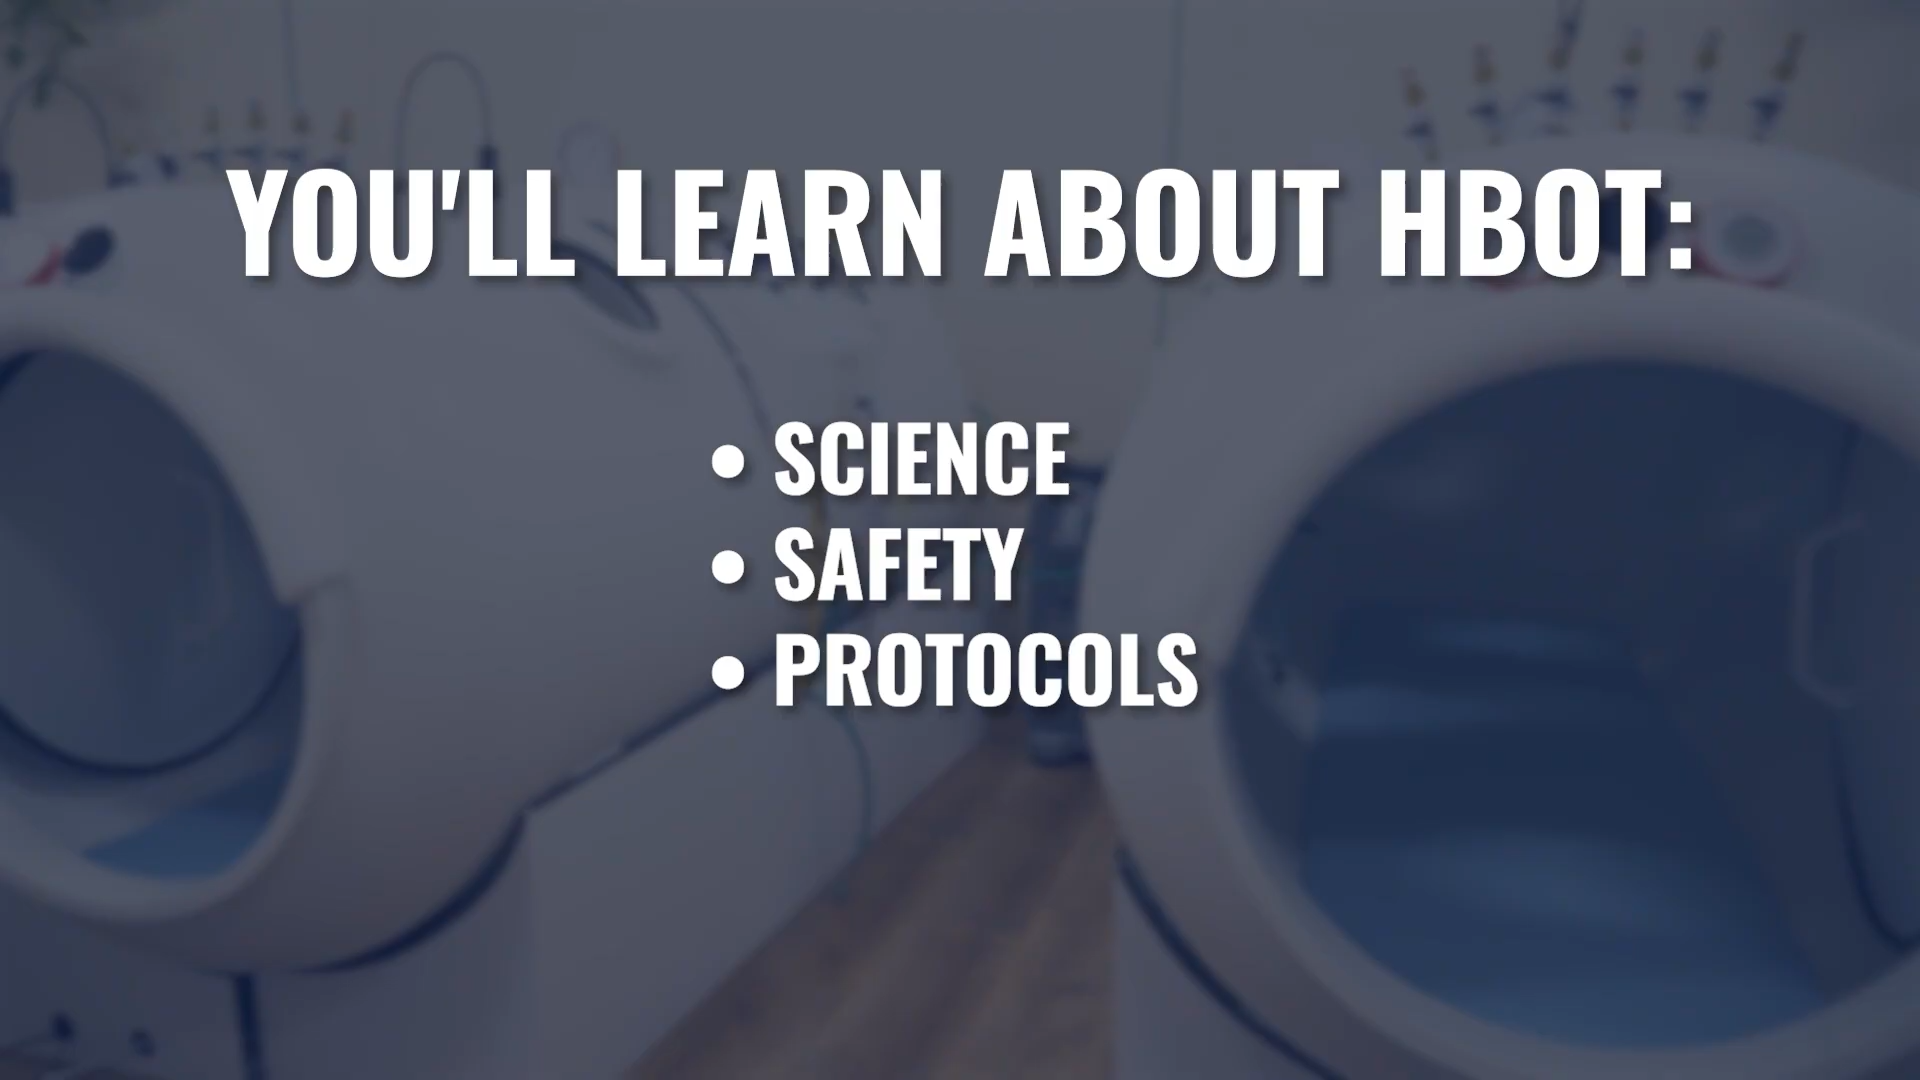 YOU'LL LEARN ABOUT HBOT:
• SCIENCE
• SAFETY
• PROTOCOLS